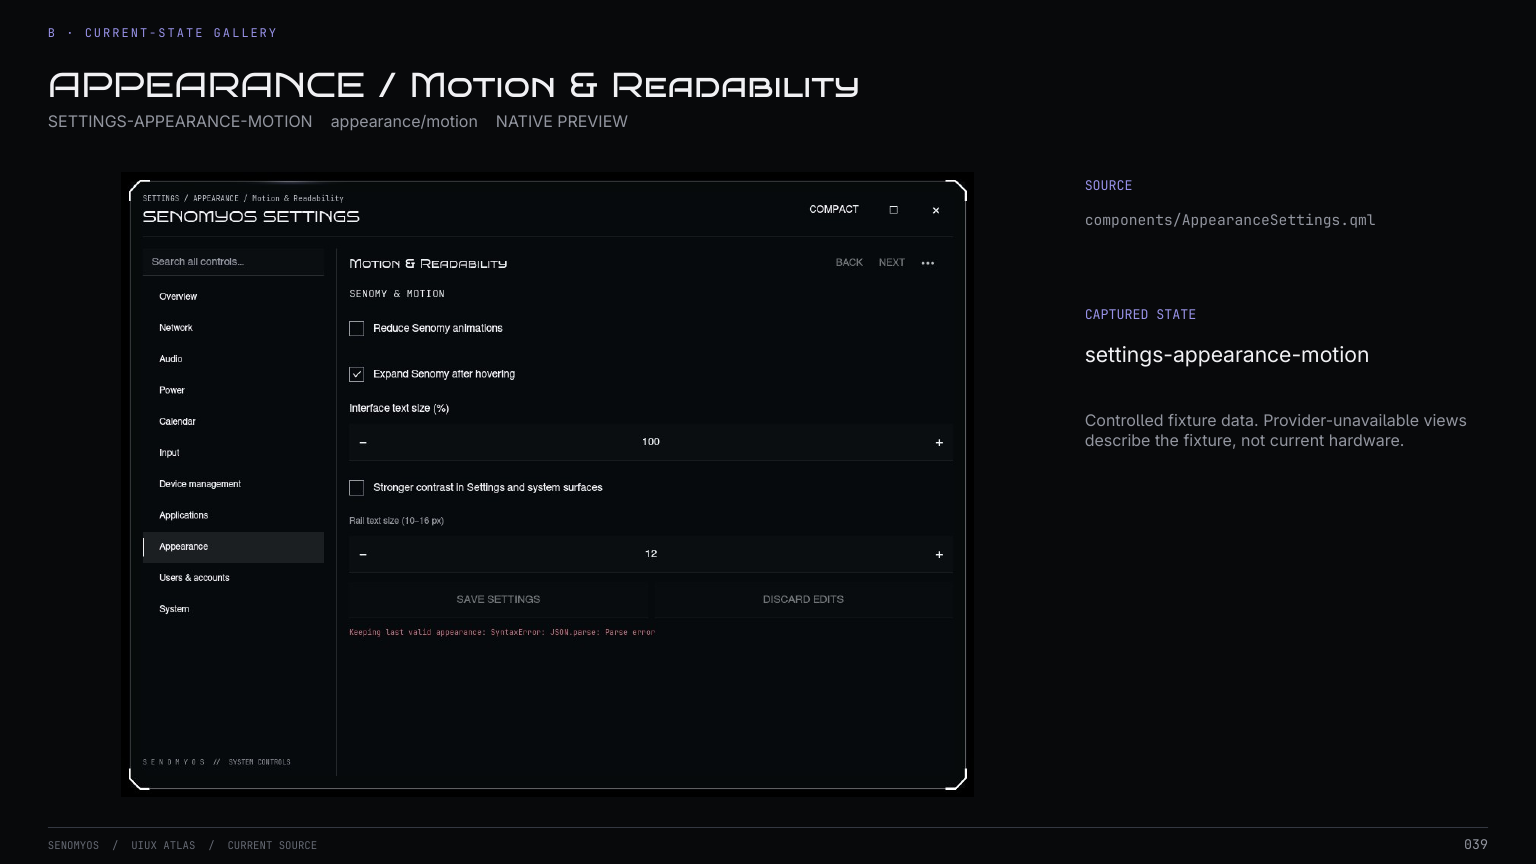 B · CURRENT-STATE GALLERY
APPEARANCE / Motion & Readability
SETTINGS-APPEARANCE-MOTION appearance/motion NATIVE PREVIEW
SETTINGS / APPEARANCE / Motion & Readability
SENOMYOS SETTINGS
COMPACT
Search all controls…
Overview
Network
Audio
Power
Calendar
Input
Device management
Applications
Appearance
Users & accounts
System
SENOMYOS // SYSTEM CONTROLS
Motion & Readability
BACK NEXT •••
SENOMY & MOTION
Reduce Senomy animations
Expand Senomy after hovering
Interface text size (%)
− 100 +
Stronger contrast in Settings and system surfaces
Rail text size (10–16 px)
− 12 +
SAVE SETTINGS DISCARD EDITS
Keeping last valid appearance: SyntaxError: JSON.parse: Parse error
SOURCE
components/AppearanceSettings.qml
CAPTURED STATE
settings-appearance-motion
Controlled fixture data. Provider-unavailable views
describe the fixture, not current hardware.
SENOMYOS / UIUX ATLAS / CURRENT SOURCE
039